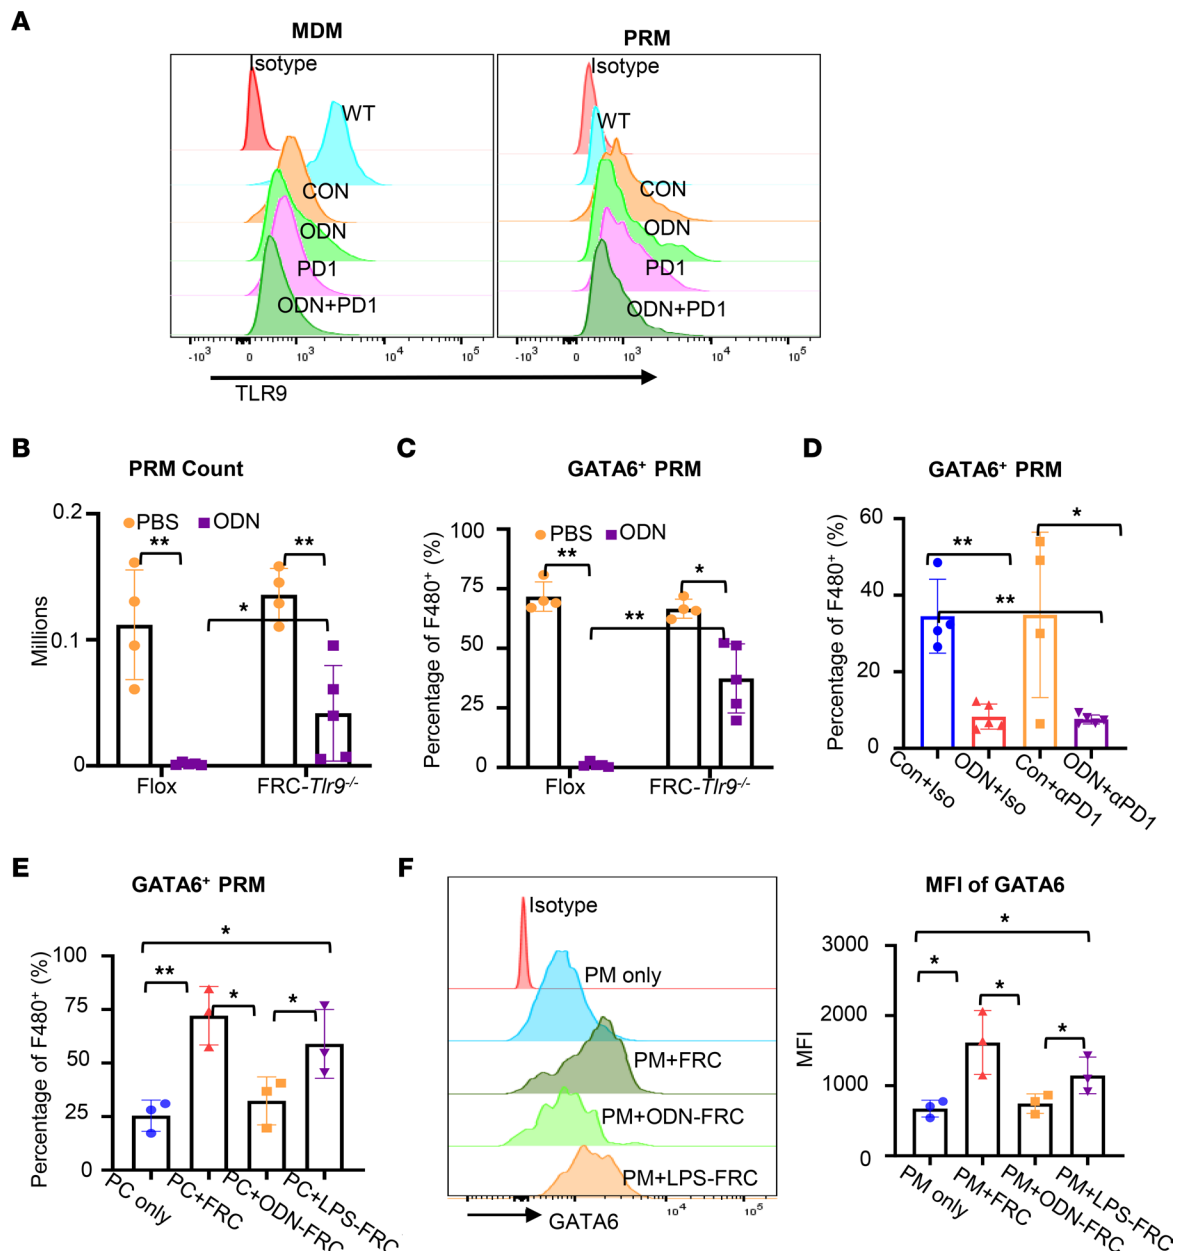 A
MDM
PRM
Isotype
WT
CON
ODN
PD1
ODN+PD1
Isotype
WT
CON
ODN
PD1
ODN+PD1
-10³ 0 10³ 10⁴ 10⁵
-10³ 0 10³ 10⁴ 10⁵
TLR9
B
PRM Count
PBS ODN
Millions
0.2
0.1
0
** ** *
Flox FRC-Tlr9-/-
C
GATA6⁺ PRM
PBS ODN
Percentage of F480⁺ (%)
100
75
50
25
0
** * **
Flox FRC-Tlr9-/-
D
GATA6⁺ PRM
Percentage of F480⁺ (%)
60
40
20
0
** * **
Con+Iso
ODN+Iso
Con+αPD1
ODN+αPD1
E
GATA6⁺ PRM
Percentage of F480⁺ (%)
100
75
50
25
0
*
** * *
PC only
PC+FRC
PC+ODN-FRC
PC+LPS-FRC
F
Isotype
PM only
PM+FRC
PM+ODN-FRC
PM+LPS-FRC
10⁴ 10⁵
GATA6
MFI of GATA6
MFI
3000
2000
1000
0
*
* * *
PM only
PM+FRC
PM+ODN-FRC
PM+LPS-FRC